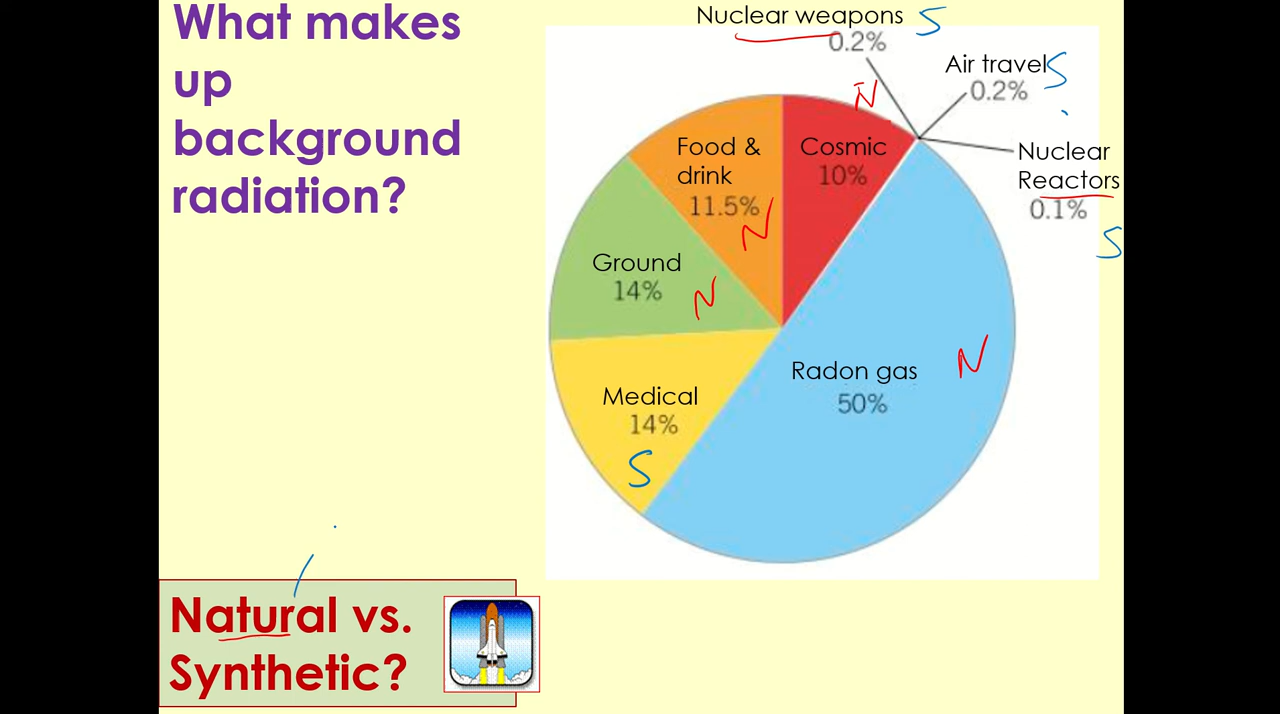 What makes
up
background
radiation?
Nuclear weapons S
0.2%
Air travel S
0.2%
N
Nuclear
Reactors
0.1%
S
Cosmic
10%
Food &
drink
11.5%
N
Ground
14%
N
Radon gas
50%
N
Medical
14%
S
Natural vs.
Synthetic?